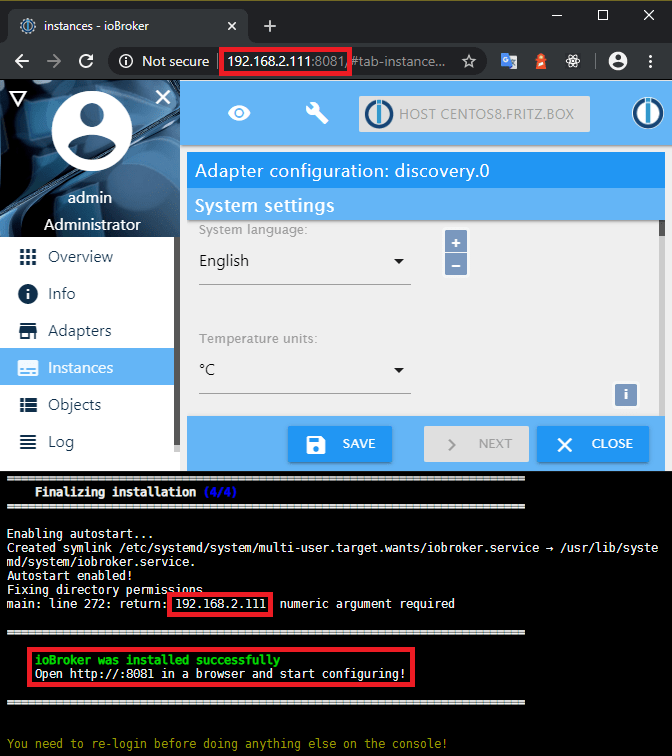 instances - ioBroker
Not secure 192.168.2.111:8081/#tab-instance...
HOST CENTOS8.FRITZ.BOX
admin
Administrator
Overview
Info
Adapters
Instances
Objects
Log
Adapter configuration: discovery.0
System settings
System language:
English
Temperature units:
°C
SAVE
NEXT
CLOSE
Finalizing installation (4/4)
Enabling autostart...
Created symlink /etc/systemd/system/multi-user.target.wants/iobroker.service → /usr/lib/syste
md/system/iobroker.service.
Autostart enabled!
Fixing directory permissions...
main: line 272: return: 192.168.2.111 numeric argument required
ioBroker was installed successfully
Open http://:8081 in a browser and start configuring!
You need to re-login before doing anything else on the console!